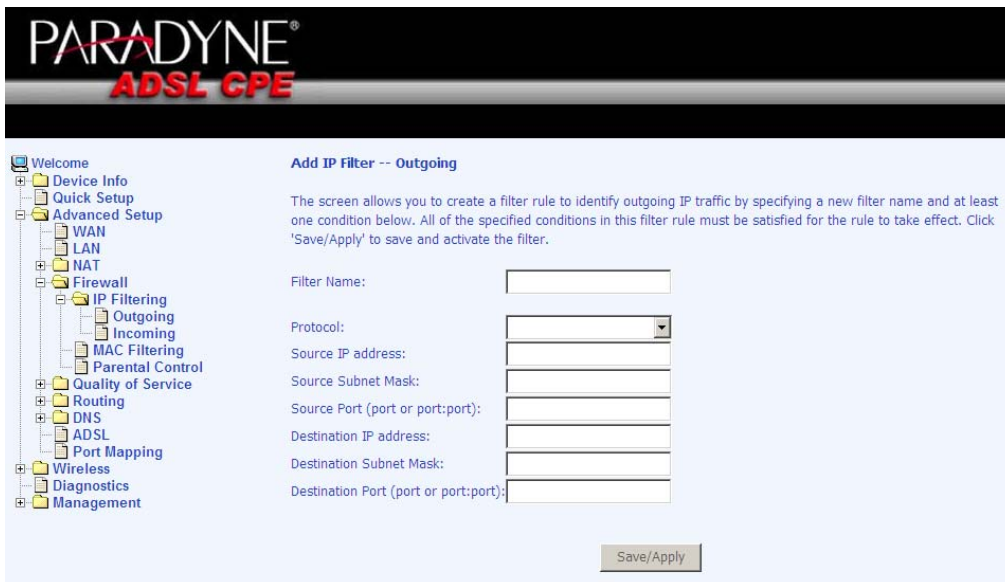 PARADYNE®
ADSL CPE
Welcome
Device Info
Quick Setup
Advanced Setup
WAN
LAN
NAT
Firewall
IP Filtering
Outgoing
Incoming
MAC Filtering
Parental Control
Quality of Service
Routing
DNS
ADSL
Port Mapping
Wireless
Diagnostics
Management
Add IP Filter -- Outgoing
The screen allows you to create a filter rule to identify outgoing IP traffic by specifying a new filter name and at least
one condition below. All of the specified conditions in this filter rule must be satisfied for the rule to take effect. Click
'Save/Apply' to save and activate the filter.
Filter Name:
Protocol:
Source IP address:
Source Subnet Mask:
Source Port (port or port:port):
Destination IP address:
Destination Subnet Mask:
Destination Port (port or port:port):
Save/Apply